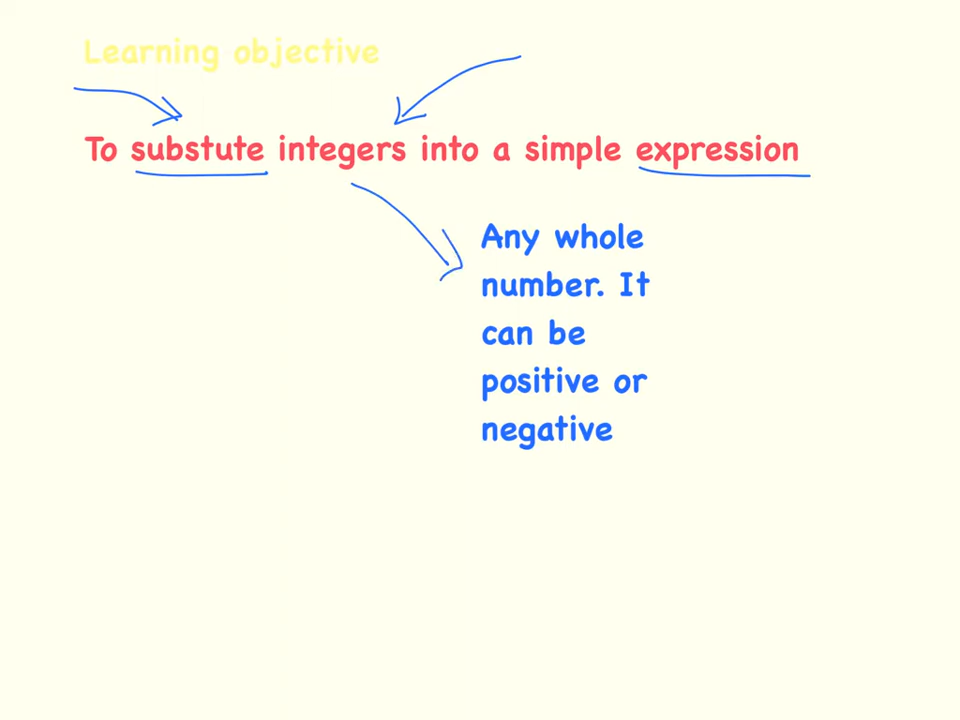 Learning objective
To substute integers into a simple expression
Any whole
number. It
can be
positive or
negative